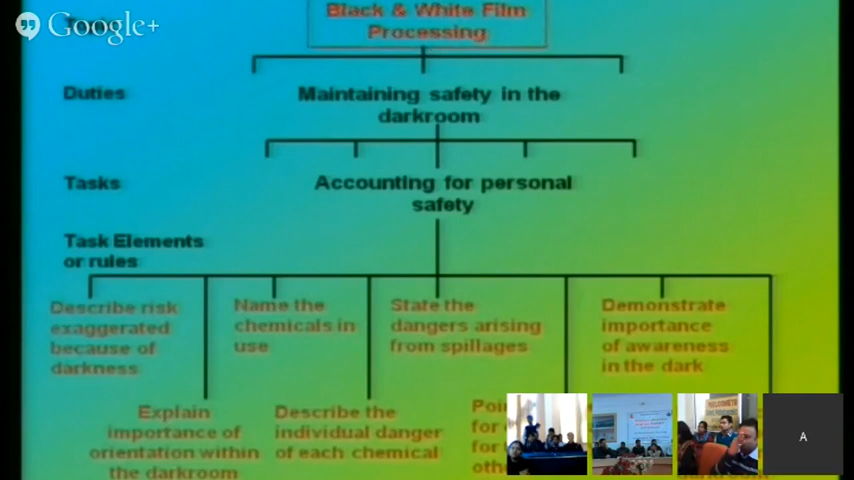 Google+
Black & White Film
Processing
Duties
Maintaining safety in the
darkroom
Tasks
Accounting for personal
safety
Task Elements
or rules
Describe risk
exaggerated
because of
darkness
Name the
chemicals in
use
State the
dangers arising
from spillages
Demonstrate
importance
of awareness
in the dark
Explain
importance of
orientation within
the darkroom
Describe the
individual danger
of each chemical
for
for
A